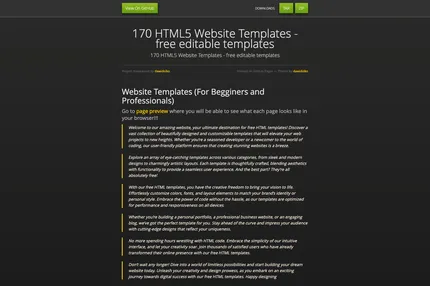 View On GitHub
DOWNLOADS:
TAR
ZIP
170 HTML5 Website Templates -
free editable templates
170 HTML5 Website Templates - free editable templates
Website Templates (For Begginers and
Professionals)
Go to page preview where you will be able to see what each page looks like in
your browser!!!
Welcome to our amazing website, your ultimate destination for free HTML templates! Discover a
vast collection of beautifully designed and customizable templates that will elevate your web
projects to new heights. Whether you're a seasoned developer or a newcomer to the world of
coding, our user-friendly platform ensures that creating stunning websites is a breeze.
Explore an array of eye-catching templates across various categories, from sleek and modern
designs to charmingly artistic layouts. Each template is thoughtfully crafted, blending aesthetics
with functionality to provide a seamless user experience. And the best part? They're all
absolutely free!
With our free HTML templates, you have the creative freedom to bring your vision to life.
Effortlessly customize colors, fonts, and layout elements to match your brand's identity or
personal style. Embrace the power of code without the hassle, as our templates are optimized
for performance and responsiveness on all devices.
Whether you're building a personal portfolio, a professional business website, or an engaging
blog, we've got the perfect template for you. Stay ahead of the curve and impress your audience
with cutting-edge designs that reflect your uniqueness.
No more spending hours wrestling with HTML code. Embrace the simplicity of our intuitive
interface, and let your creativity soar. Join thousands of satisfied users who have already
transformed their online presence with our free HTML templates.
Don't wait any longer! Dive into a world of limitless possibilities and start building your dream
website today. Unleash your creativity and design prowess, as you embark on an exciting
journey towards digital success with our free HTML templates. Happy designing